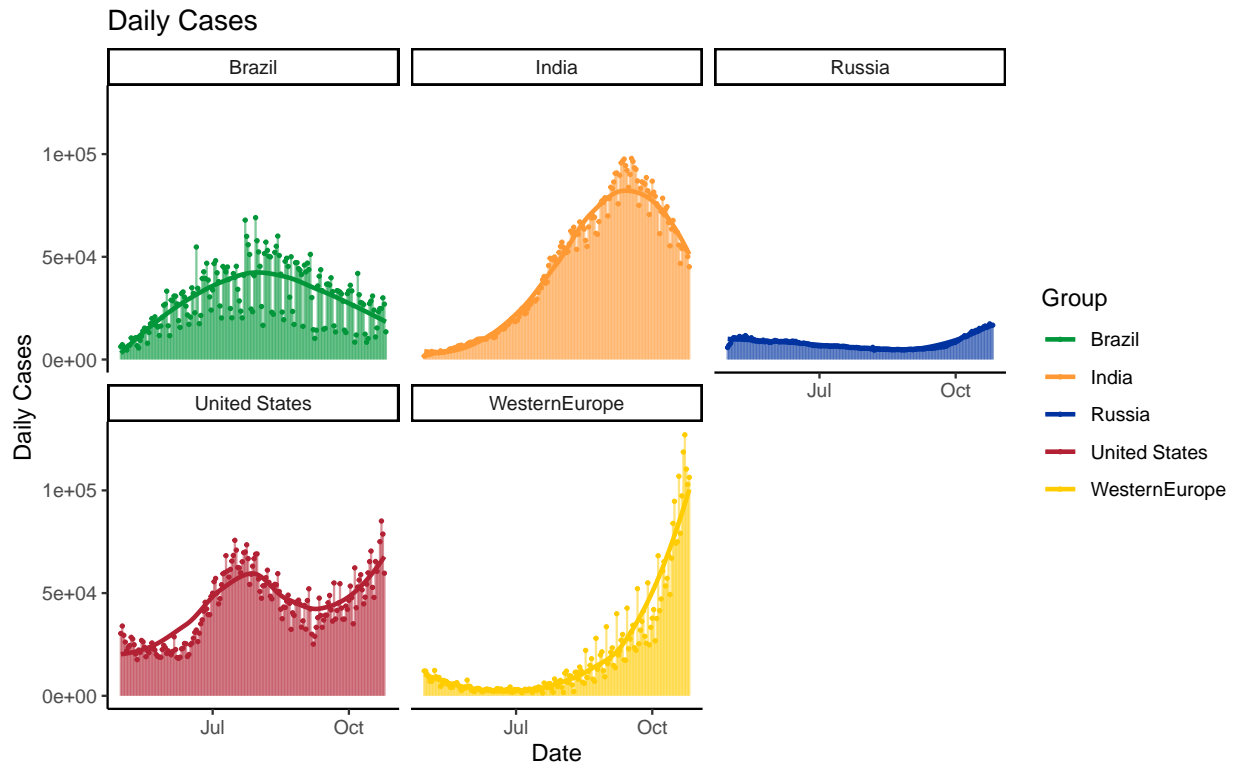 Daily Cases
Brazil
India
Russia
1e+05
5e+04
0e+00
Jul
Oct
United States
WesternEurope
1e+05
5e+04
0e+00
Jul
Oct
Jul
Oct
Date
Daily Cases
Group
Brazil
India
Russia
United States
WesternEurope